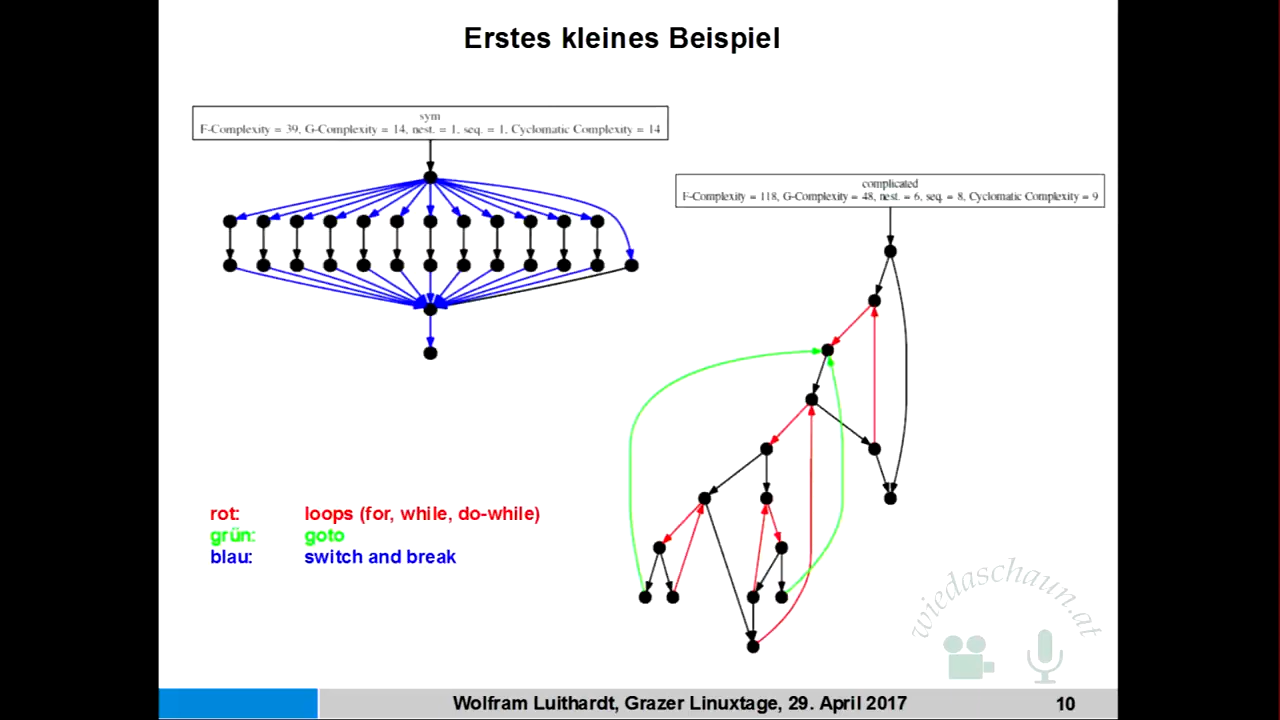 Erstes kleines Beispiel
sym
F-Complexity = 39, G-Complexity = 14, nest. = 1, seq. = 1, Cyclomatic Complexity = 14
complicated
F-Complexity = 118, G-Complexity = 48, nest. = 6, seq. = 8, Cyclomatic Complexity = 9
rot: loops (for, while, do-while)
grün: goto
blau: switch and break
wiedaschaun.at
Wolfram Luithardt, Grazer Linuxtage, 29. April 2017 10